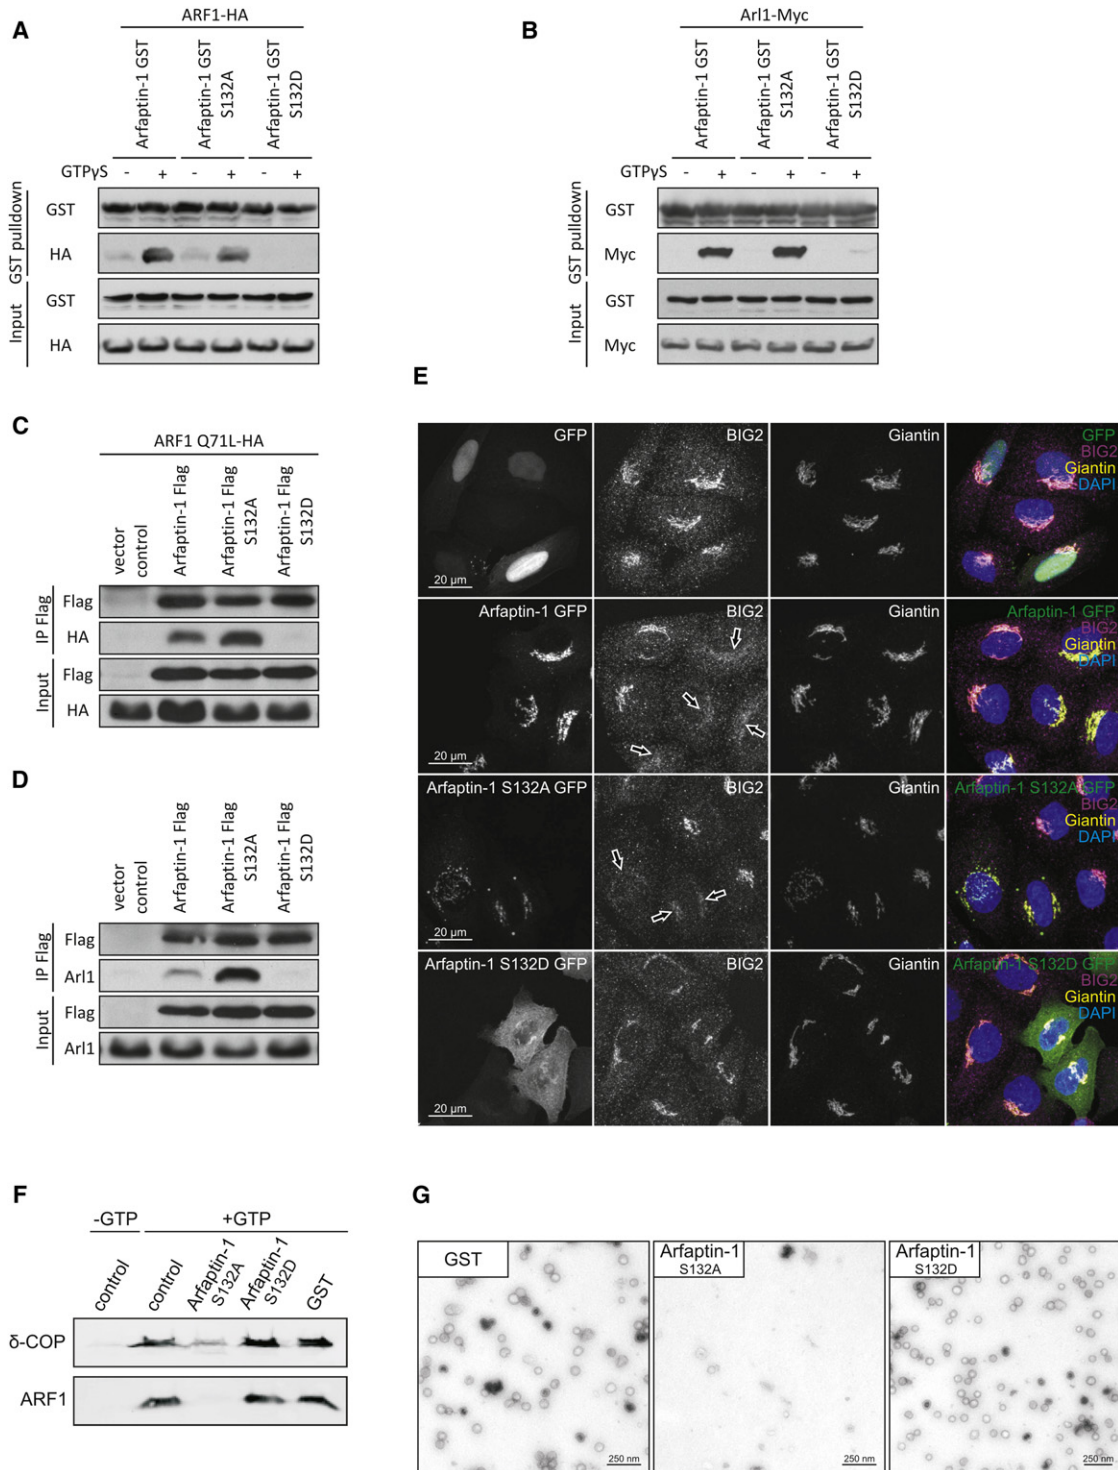 A
ARF1-HA
Arfaptin-1 GST
Arfaptin-1 GST
S132A
Arfaptin-1 GST
S132D
GTPγS - + - + - +
GST pulldown
GST
HA
Input
GST
HA
B
Arl1-Myc
Arfaptin-1 GST
Arfaptin-1 GST
S132A
Arfaptin-1 GST
S132D
GTPγS - + - + - +
GST pulldown
GST
Myc
Input
GST
Myc
C
ARF1 Q71L-HA
vector
control
Arfaptin-1 Flag
Arfaptin-1 Flag
S132A
Arfaptin-1 Flag
S132D
IP Flag
Flag
HA
Input
Flag
HA
D
vector
control
Arfaptin-1 Flag
Arfaptin-1 Flag
S132A
Arfaptin-1 Flag
S132D
IP Flag
Flag
Arl1
Input
Flag
Arl1
E
GFP
20 µm
BIG2
Giantin
GFP
BIG2
Giantin
DAPI
Arfaptin-1 GFP
20 µm
BIG2
Giantin
Arfaptin-1 GFP
BIG2
Giantin
DAPI
Arfaptin-1 S132A GFP
20 µm
BIG2
Giantin
Arfaptin-1 S132A GFP
BIG2
Giantin
DAPI
Arfaptin-1 S132D GFP
20 µm
BIG2
Giantin
Arfaptin-1 S132D GFP
BIG2
Giantin
DAPI
F
-GTP
+GTP
control
control
Arfaptin-1
S132A
Arfaptin-1
S132D
GST
δ-COP
ARF1
G
GST
250 nm
Arfaptin-1
S132A
250 nm
Arfaptin-1
S132D
250 nm